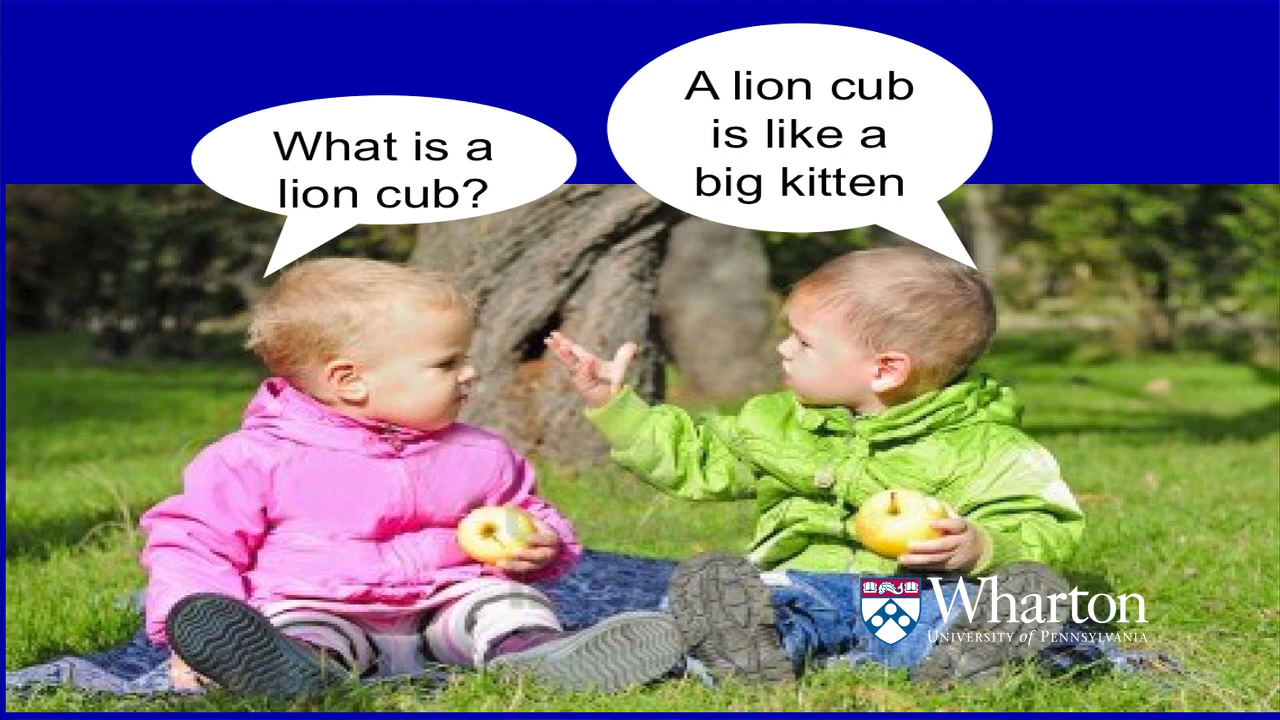 What is a
lion cub?
A lion cub
is like a
big kitten
Wharton
UNIVERSITY of PENNSYLVANIA